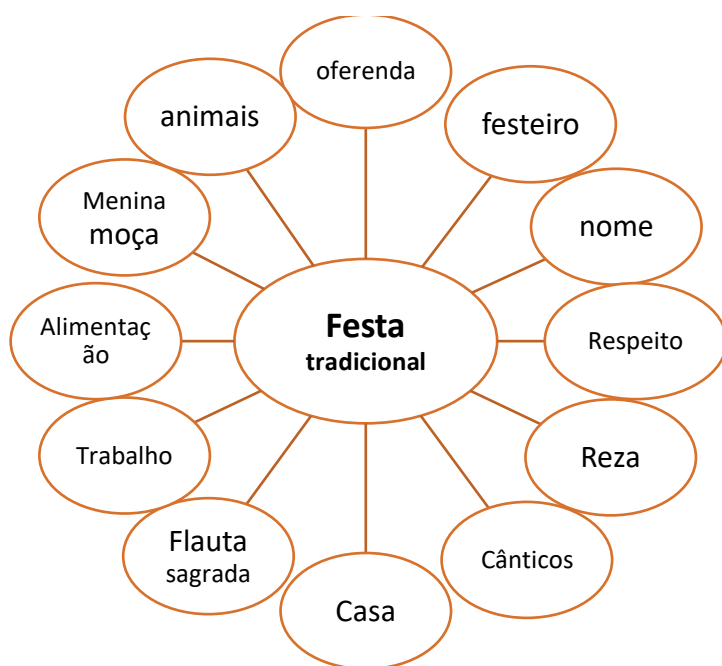 oferenda
festeiro
nome
Respeito
Reza
Cânticos
Casa
Flauta
sagrada
Trabalho
Alimentaç
ão
Menina
moça
animais
Festa
tradicional